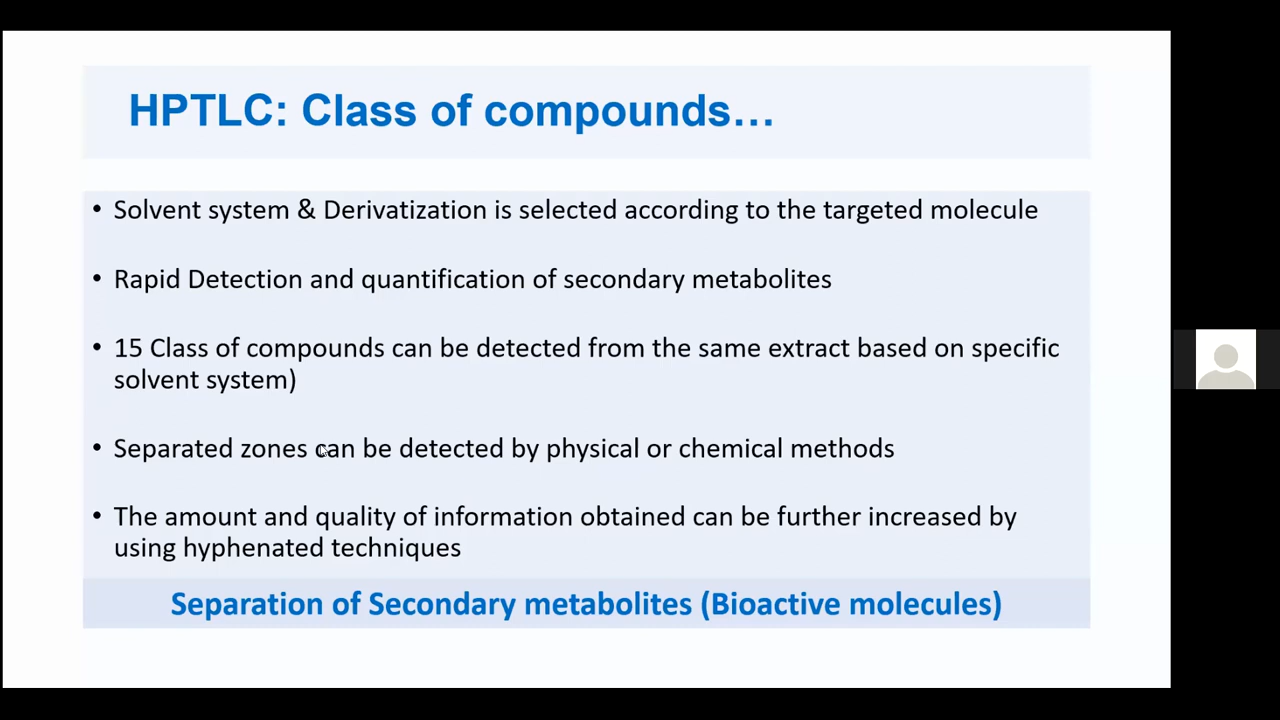 HPTLC: Class of compounds…
• Solvent system & Derivatization is selected according to the targeted molecule
• Rapid Detection and quantification of secondary metabolites
• 15 Class of compounds can be detected from the same extract based on specific
solvent system)
• Separated zones can be detected by physical or chemical methods
• The amount and quality of information obtained can be further increased by
using hyphenated techniques
Separation of Secondary metabolites (Bioactive molecules)